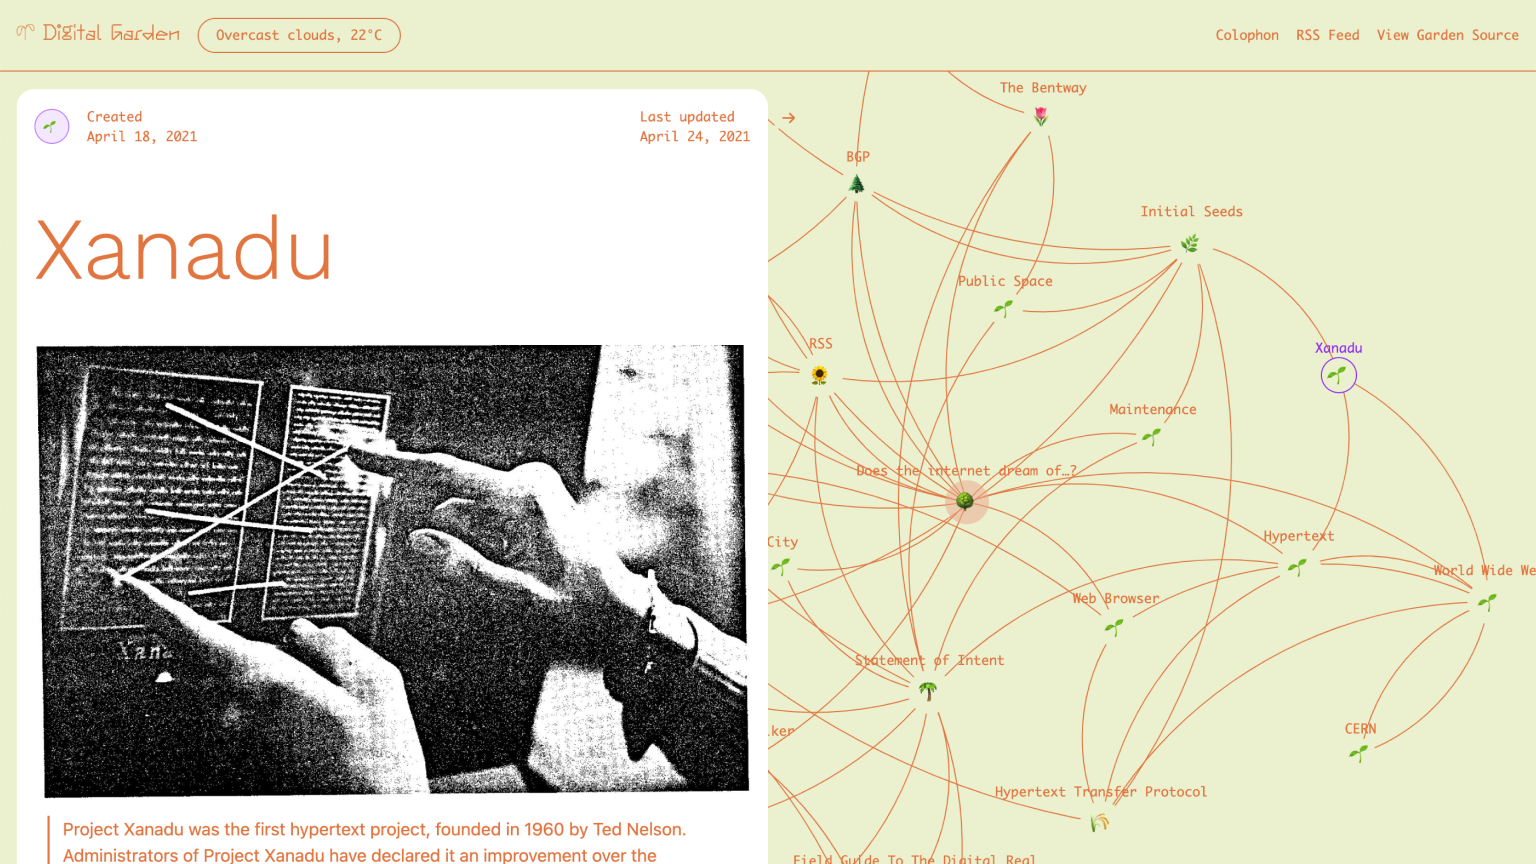 Digital Garden
Overcast clouds, 22°C
Colophon
RSS Feed
View Garden Source
Created
April 18, 2021
Last updated
April 24, 2021
→
Xanadu
Xana
Project Xanadu was the first hypertext project, founded in 1960 by Ted Nelson.
Administrators of Project Xanadu have declared it an improvement over the
The Bentway
BGP
Initial Seeds
Public Space
RSS
Xanadu
Maintenance
Does the internet dream of…?
City
Hypertext
World Wide We
Web Browser
Statement of Intent
ker
CERN
Hypertext Transfer Protocol
Field Guide To The Digital Real